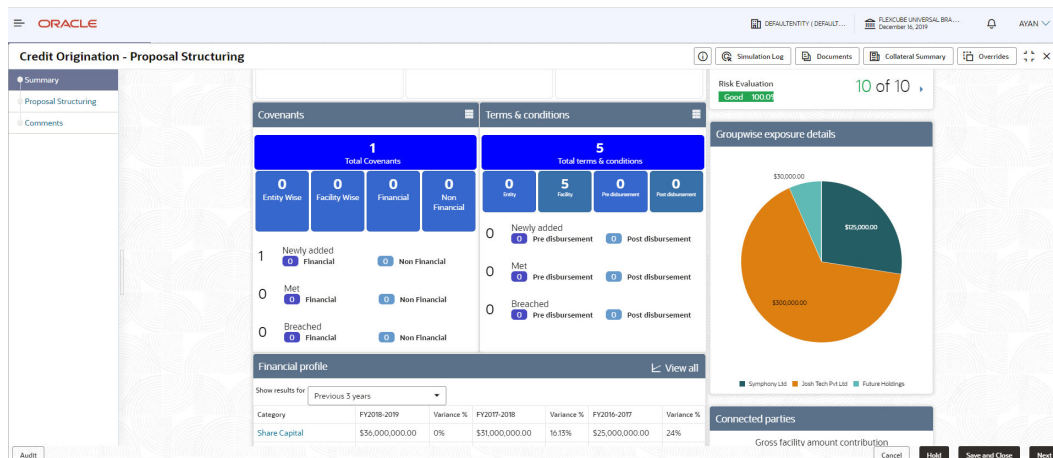 ORACLE
DEFAULTENTITY ( DEFAULT...
FLEXCUBE UNIVERSAL BRA...
December 16, 2019
AYAN
Credit Origination - Proposal Structuring
Simulation Log
Documents
Collateral Summary
Overrides
Summary
Proposal Structuring
Comments
Covenants
1
Total Covenants
0
Entity Wise
0
Facility Wise
0
Financial
0
Non
Financial
1 Newly added
0 Financial 0 Non Financial
0 Met
0 Financial 0 Non Financial
0 Breached
0 Financial 0 Non Financial
Terms & conditions
5
Total terms & conditions
0
Entity
5
Facility
0
Pre disbursement
0
Post disbursement
0 Newly added
0 Pre disbursement 0 Post disbursement
0 Met
0 Pre disbursement 0 Post disbursement
0 Breached
0 Pre disbursement 0 Post disbursement
Financial profile
View all
Show results for Previous 3 years
Category FY2018-2019 Variance % FY2017-2018 Variance % FY2016-2017 Variance %
Share Capital $36,000,000.00 0% $31,000,000.00 16.13% $25,000,000.00 24%
Risk Evaluation
Good 100.0%
10 of 10
Groupwise exposure details
$30,000.00
$125,000.00
$300,000.00
Symphony Ltd Josh Tech Pvt Ltd Future Holdings
Connected parties
Gross facility amount contribution
Audit
Cancel
Hold
Save and Close
Next